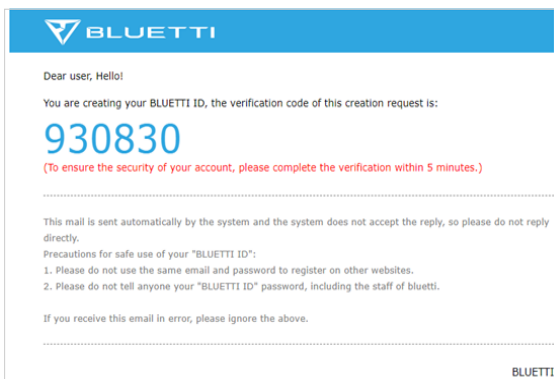 BLUETTI
Dear user, Hello!
You are creating your BLUETTI ID, the verification code of this creation request is:
930830
(To ensure the security of your account, please complete the verification within 5 minutes.)
This mail is sent automatically by the system and the system does not accept the reply, so please do not reply
directly.
Precautions for safe use of your "BLUETTI ID":
1. Please do not use the same email and password to register on other websites.
2. Please do not tell anyone your "BLUETTI ID" password, including the staff of bluetti.
If you receive this email in error, please ignore the above.
BLUETTI